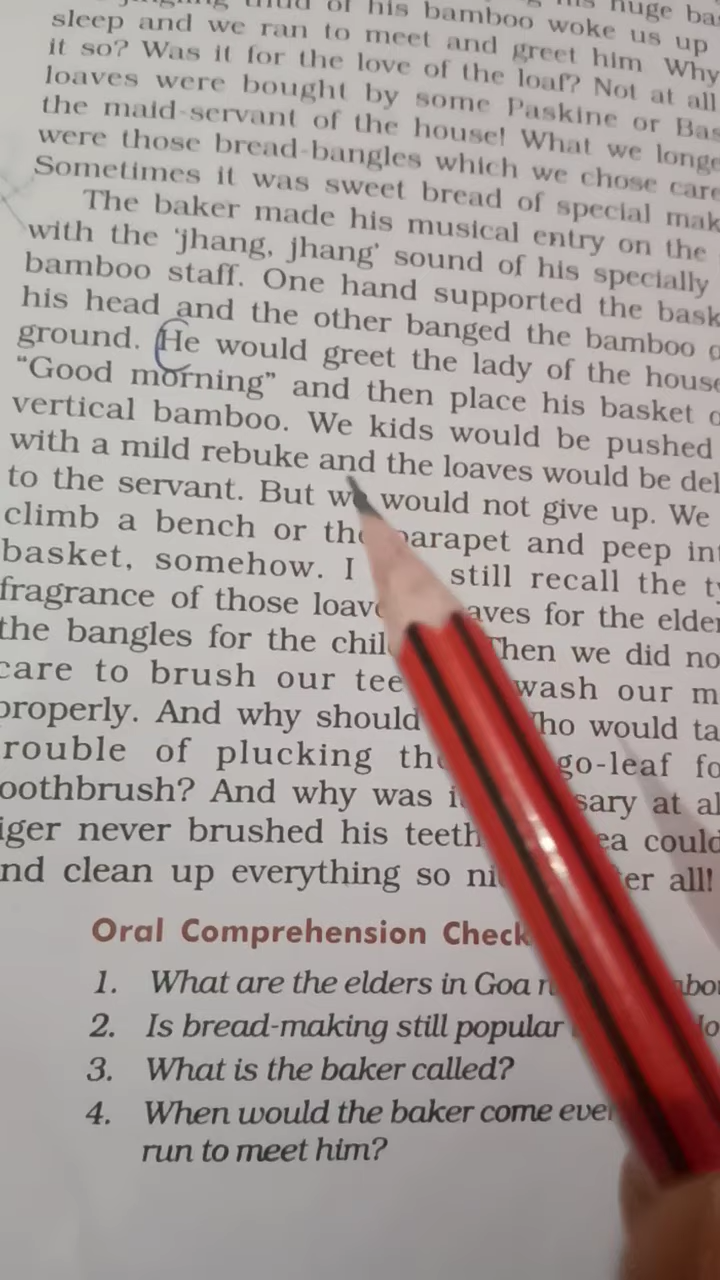 of his bamboo woke us up
sleep and we ran to meet and greet him. Why
it so? Was it for the love of the loaf? Not at all
loaves were bought by some Paskine or Bas
the maid-servant of the house! What we longe
were those bread-bangles which we chose care
Sometimes it was sweet bread of special mak
The baker made his musical entry on the
with the ‘jhang, jhang’ sound of his specially
bamboo staff. One hand supported the bask
his head and the other banged the bamboo o
ground. He would greet the lady of the house
“Good morning” and then place his basket o
vertical bamboo. We kids would be pushed
with a mild rebuke and the loaves would be del
to the servant. But we would not give up. We
climb a bench or the parapet and peep int
basket, somehow. I still recall the ty
fragrance of those loav aves for the elder
the bangles for the chil Then we did no
care to brush our tee wash our m
properly. And why should ho would ta
rouble of plucking the go-leaf fo
oothbrush? And why was i sary at al
iger never brushed his teeth ea could
nd clean up everything so ni er all!
Oral Comprehension Check
1. What are the elders in Goa n abou
2. Is bread-making still popular
3. What is the baker called?
4. When would the baker come ever
run to meet him?